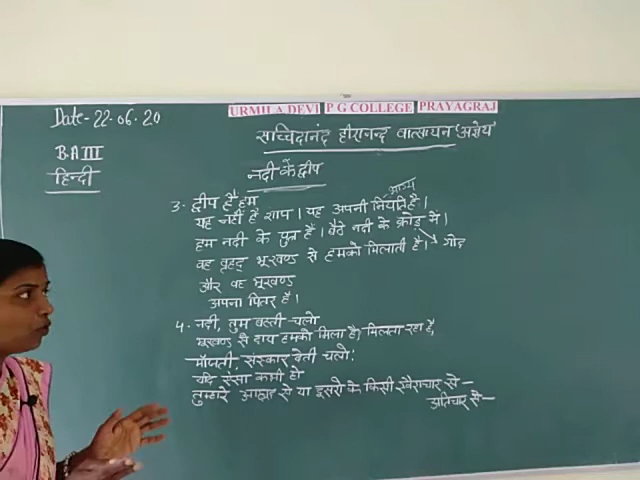 Date-22.06.20
URMILA DEVI P G COLLEGE PRAYAGRAJ
B.A III
हिन्दी
सच्चिदानंद हीरानन्द वात्सायन 'अज्ञेय'
नदी के द्वीप
3. द्वीप हैं हम
भाग्य
यह नहीं है शाप। यह अपनी नियति है।
हम नदी के पुत्र हैं। बैठे नदी के क्रोड़ में।
वह वृहद् भूखण्ड से हमको मिलाती है। गोद
और वह भूखण्ड
अपना पितर है।
4. नदी, तुम बहती चलो
भूखण्ड से दाय हमको मिला है, मिलता रहा है,
माँजती, संस्कार देती चलो:
यदि ऐसा कभी हो
तुम्हारे आह्लाद से या दूसरो के किसी स्वैराचार से-
अतिचार से-